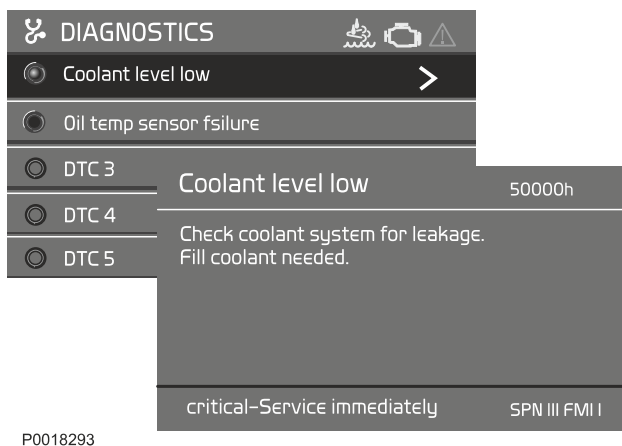 DIAGNOSTICS
Coolant level low
Oil temp sensor fsilure
DTC 3
DTC 4
DTC 5
Coolant level low 50000h
Check coolant system for leakage.
Fill coolant needed.
critical-Service immediately SPN III FMI I
P0018293